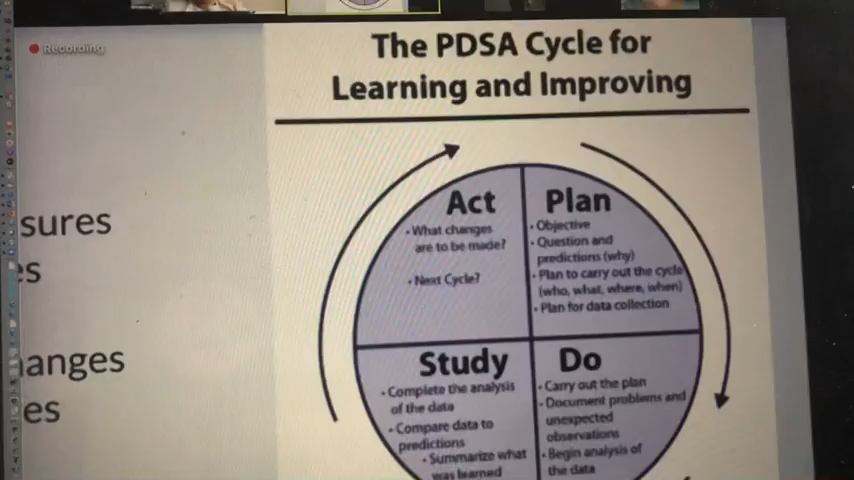 Recording
The PDSA Cycle for
Learning and Improving
sures
es
hanges
es
Act
• What changes
are to be made?
• Next Cycle?
Plan
• Objective
• Question and
predictions (why)
• Plan to carry out the cycle
(who, what, where, when)
• Plan for data collection
Study
• Complete the analysis
of the data
• Compare data to
predictions
• Summarize what
was learned
Do
• Carry out the plan
• Document problems and
unexpected
observations
• Begin analysis of
the data